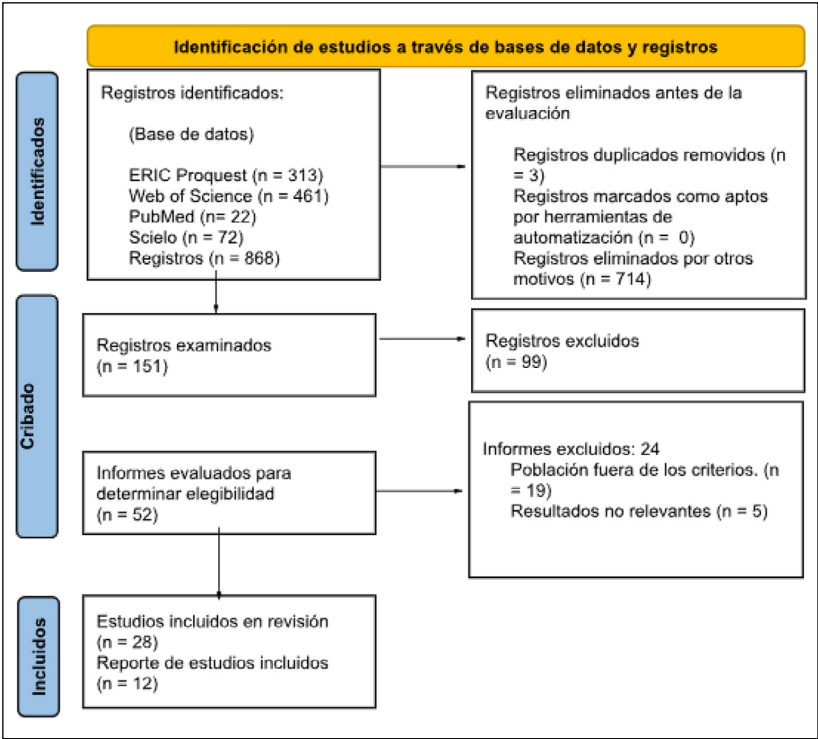 Identificación de estudios a través de bases de datos y registros
Identificados
Registros identificados:
(Base de datos)
ERIC Proquest (n = 313)
Web of Science (n = 461)
PubMed (n= 22)
Scielo (n = 72)
Registros (n = 868)
Registros eliminados antes de la
evaluación
Registros duplicados removidos (n
= 3)
Registros marcados como aptos
por herramientas de
automatización (n =  0)
Registros eliminados por otros
motivos (n = 714)
Cribado
Registros examinados
(n = 151)
Registros excluidos
(n = 99)
Informes evaluados para
determinar elegibilidad
(n = 52)
Informes excluidos: 24
Población fuera de los criterios. (n
= 19)
Resultados no relevantes (n = 5)
Incluidos
Estudios incluidos en revisión
(n = 28)
Reporte de estudios incluidos
(n = 12)